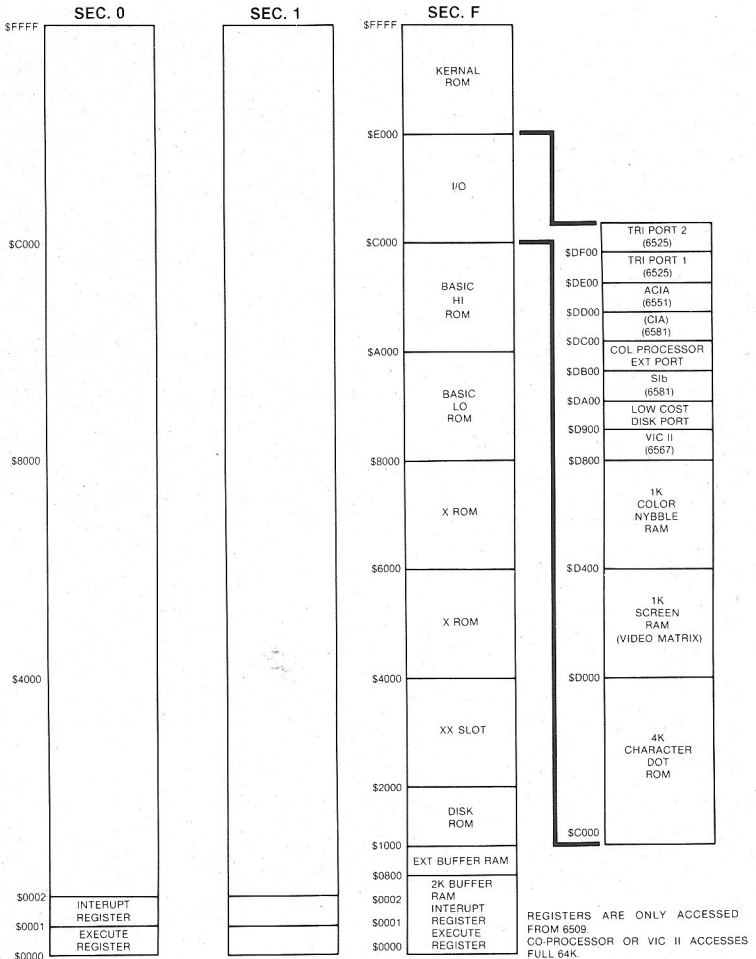 SEC. 0
SEC. 1
SEC. F
$FFFF
$C000
$8000
$4000
$0002
INTERUPT
REGISTER
$0001
EXECUTE
REGISTER
$0000
$FFFF
KERNAL
ROM
$E000
I/O
$C000
BASIC
HI
ROM
$A000
BASIC
LO
ROM
$8000
X ROM
$6000
X ROM
$4000
XX SLOT
$2000
DISK
ROM
$1000
EXT BUFFER RAM
$0800
2K BUFFER
RAM
$0002
INTERUPT
REGISTER
$0001
EXECUTE
REGISTER
$0000
TRI PORT 2
(6525)
$DF00
TRI PORT 1
(6525)
$DE00
ACIA
(6551)
$DD00
(CIA)
(6581)
$DC00
COL PROCESSOR
EXT PORT
$DB00
SIb
(6581)
$DA00
LOW COST
DISK PORT
$D900
VIC II
(6567)
$D800
1K
COLOR
NYBBLE
RAM
$D400
1K
SCREEN
RAM
(VIDEO MATRIX)
$D000
4K
CHARACTER
DOT
ROM
$C000
REGISTERS ARE ONLY ACCESSED
FROM 6509.
CO-PROCESSOR OR VIC II ACCESSES
FULL 64K.